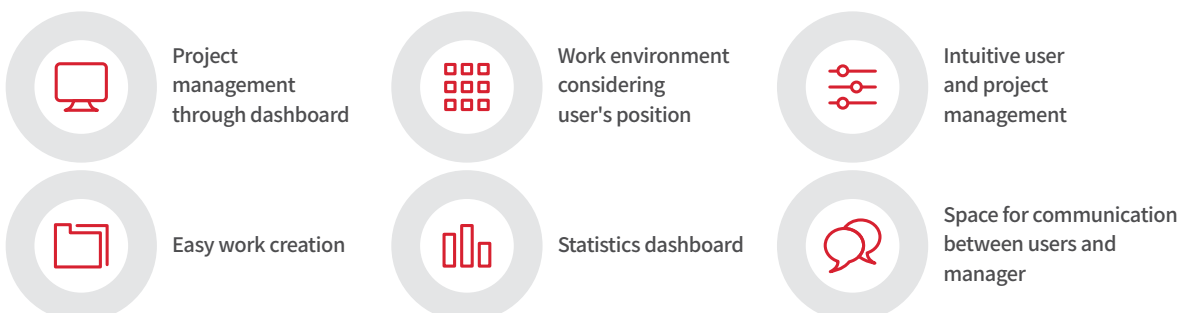 Project
management
through dashboard
Work environment
considering
user's position
Intuitive user
and project
management
Easy work creation
Statistics dashboard
Space for communication
between users and
manager